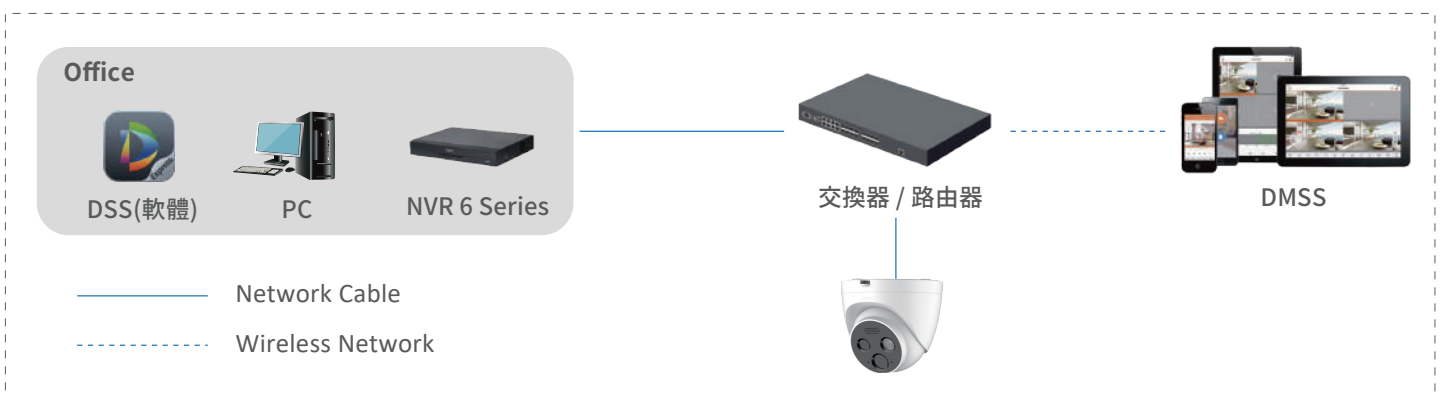 Office
Express
DSS(軟體)
PC
NVR 6 Series
交換器 / 路由器
DMSS
Network Cable
Wireless Network